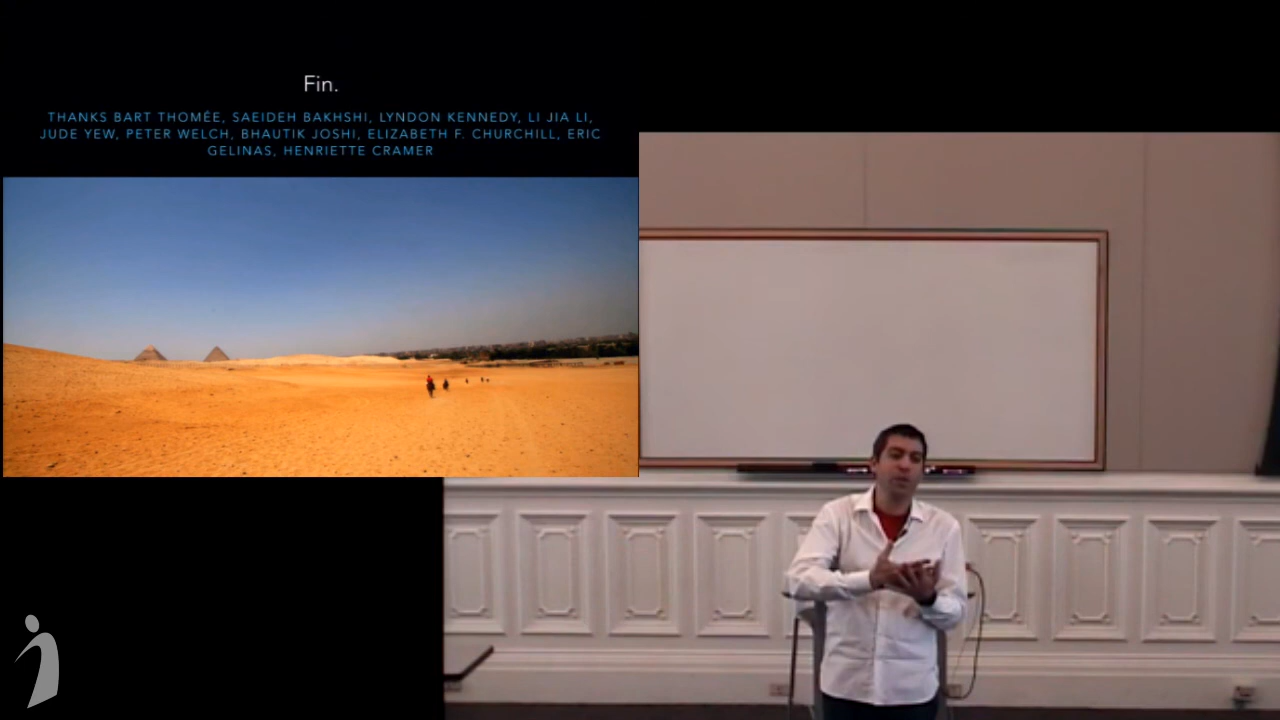 Fin.
THANKS BART THOMÉE, SAEIDEH BAKHSHI, LYNDON KENNEDY, LI JIA LI,
JUDE YEW, PETER WELCH, BHAUTIK JOSHI, ELIZABETH F. CHURCHILL, ERIC
GELINAS, HENRIETTE CRAMER